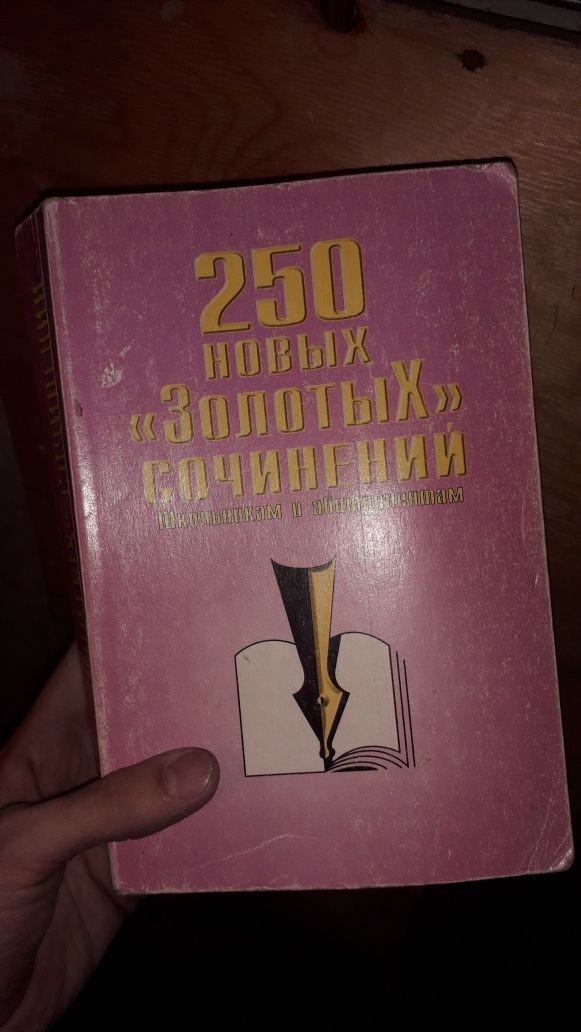 250
НОВЫХ
«ЗОЛОТЫХ»
СОЧИНЕНИЙ
Школьникам и абитуриентам